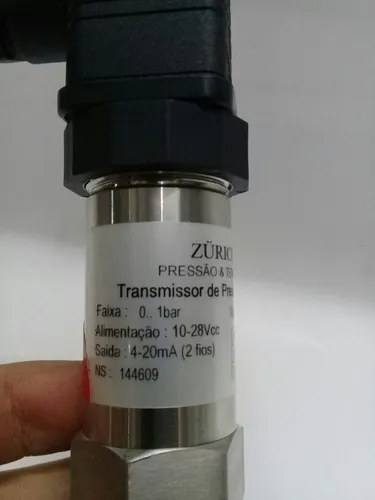 ZÜRIC
PRESSÃO & TE
Transmissor de Pre
Faixa : 0.. 1bar
Alimentação : 10-28Vcc
Saida : 4-20mA (2 fios)
NS : 144609